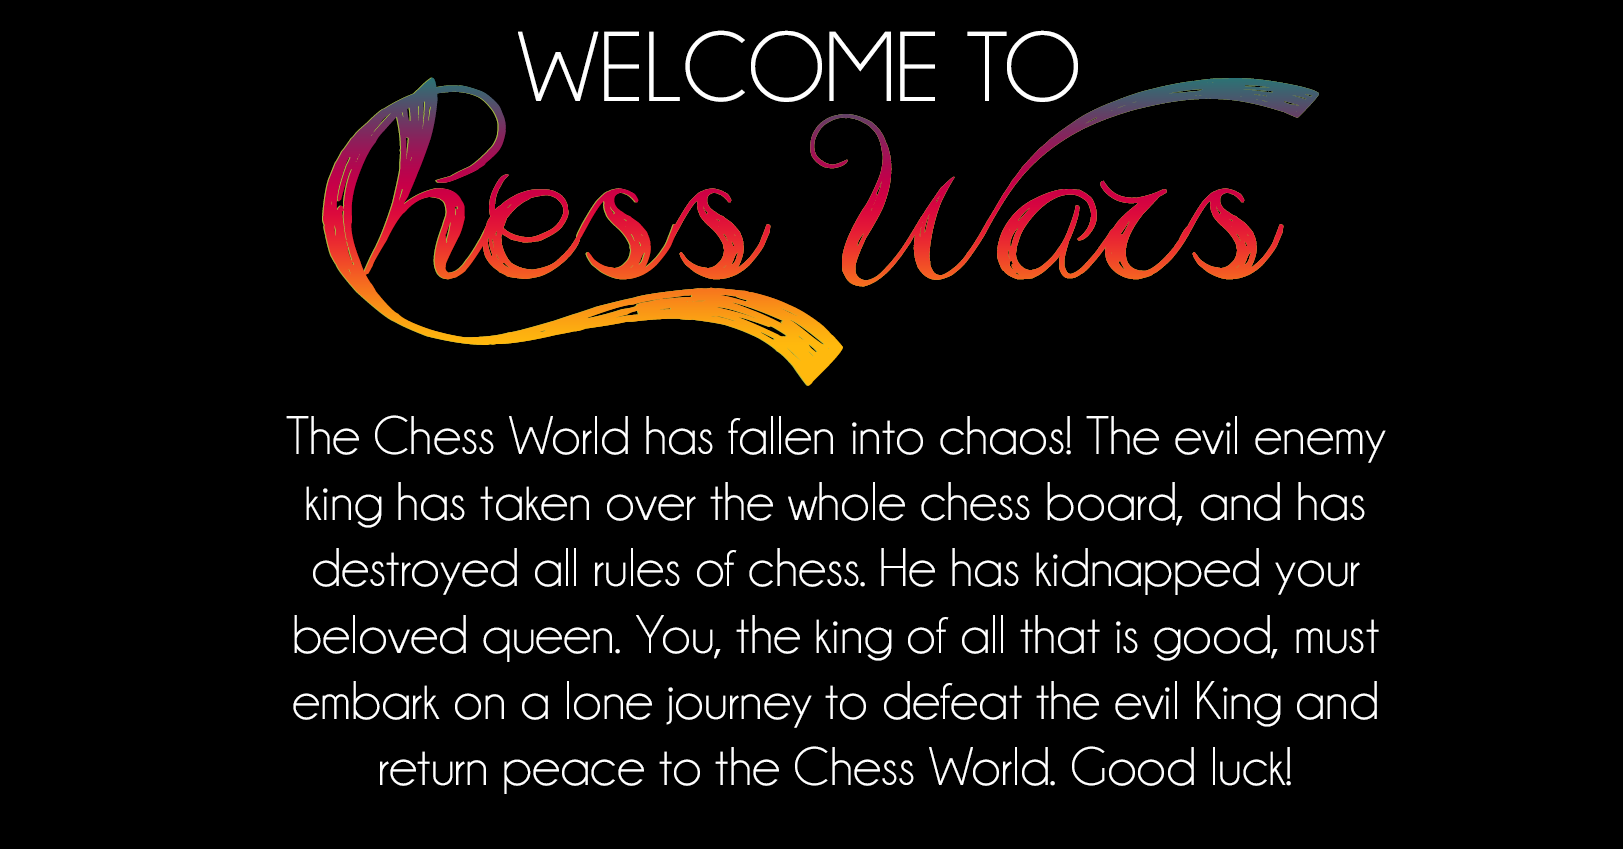 WELCOME TO
Chess Wars
The Chess World has fallen into chaos! The evil enemy
king has taken over the whole chess board, and has
destroyed all rules of chess. He has kidnapped your
beloved queen. You, the king of all that is good, must
embark on a lone journey to defeat the evil King and
return peace to the Chess World. Good luck!